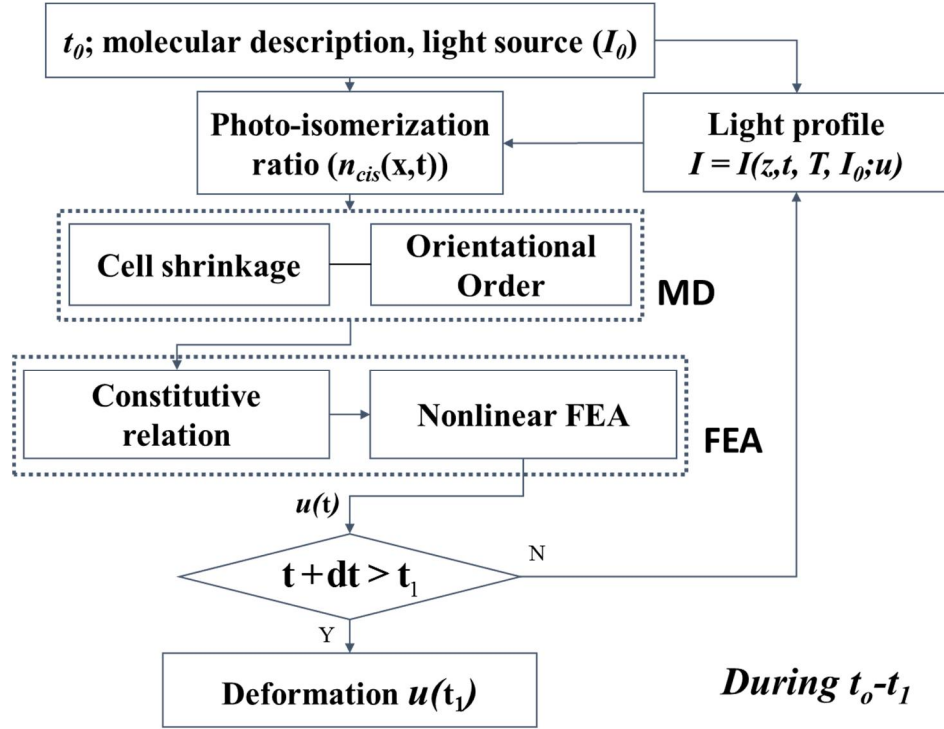 t0; molecular description, light source (I0)
Photo-isomerization
ratio (ncis(x,t))
Light profile
I = I(z,t, T, I0;u)
Cell shrinkage
Orientational
Order
MD
Constitutive
relation
Nonlinear FEA
FEA
u(t)
N
t+dt > t1
Y
Deformation u(t1)
During to-t1